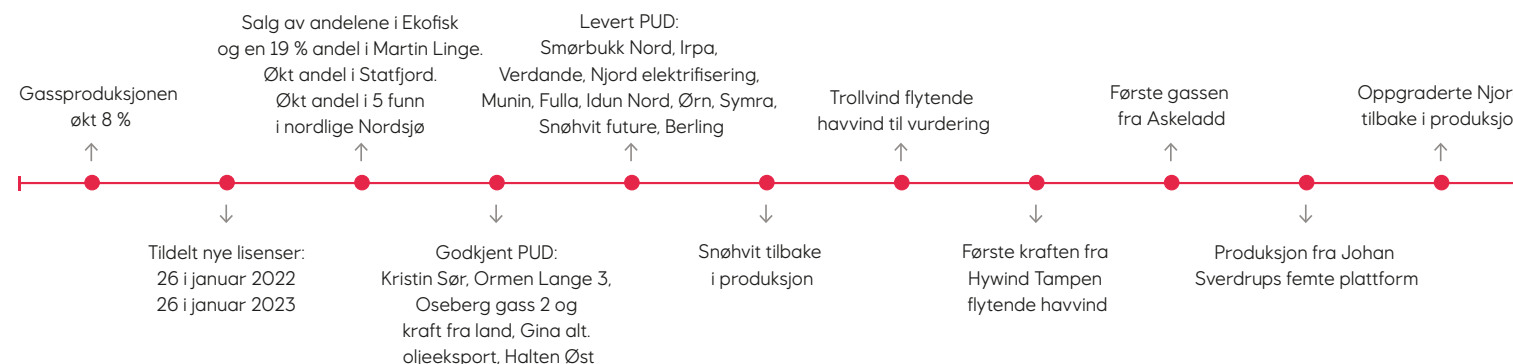 Gassproduksjonen
økt 8 %
Tildelt nye lisenser:
26 i januar 2022
26 i januar 2023
Salg av andelene i Ekofisk
og en 19 % andel i Martin Linge.
Økt andel i Statfjord.
Økt andel i 5 funn
i nordlige Nordsjø
Godkjent PUD:
Kristin Sør, Ormen Lange 3,
Oseberg gass 2 og
kraft fra land, Gina alt.
oljeeksport, Halten Øst
Levert PUD:
Smørbukk Nord, Irpa,
Verdande, Njord elektrifisering,
Munin, Fulla, Idun Nord, Ørn, Symra,
Snøhvit future, Berling
Snøhvit tilbake
i produksjon
Trollvind flytende
havvind til vurdering
Første kraften fra
Hywind Tampen
flytende havvind
Første gassen
fra Askeladd
Produksjon fra Johan
Sverdrups femte plattform
Oppgraderte Njor
tilbake i produksjo